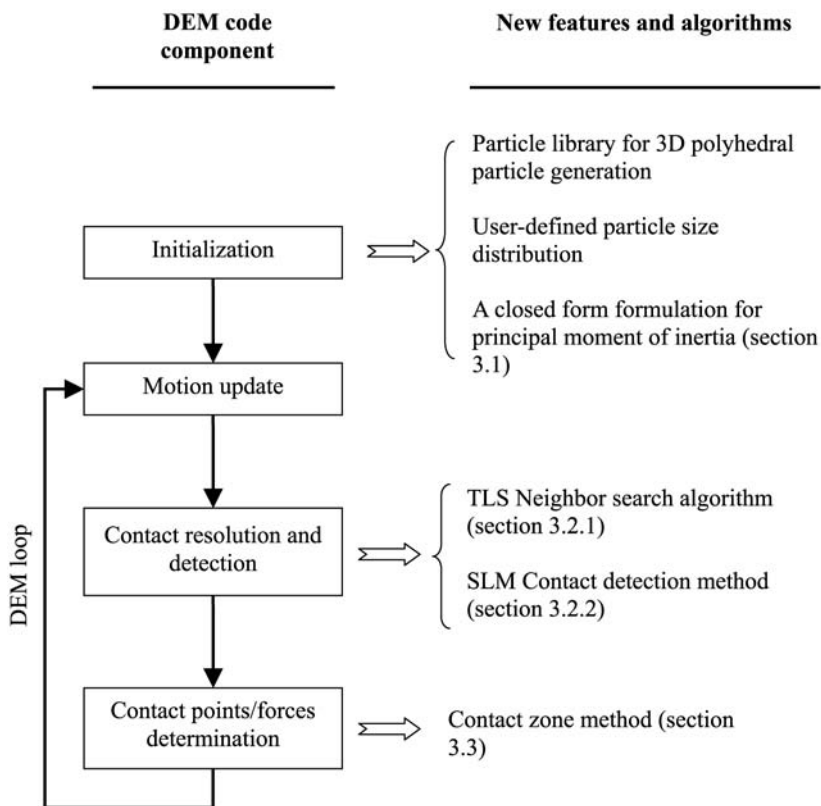 DEM code
component
New features and algorithms
Particle library for 3D polyhedral
particle generation
User-defined particle size
distribution
Initialization
A closed form formulation for
principal moment of inertia (section
3.1)
Motion update
TLS Neighbor search algorithm
(section 3.2.1)
Contact resolution and
detection
SLM Contact detection method
(section 3.2.2)
DEM loop
Contact points/forces
determination
Contact zone method (section
3.3)